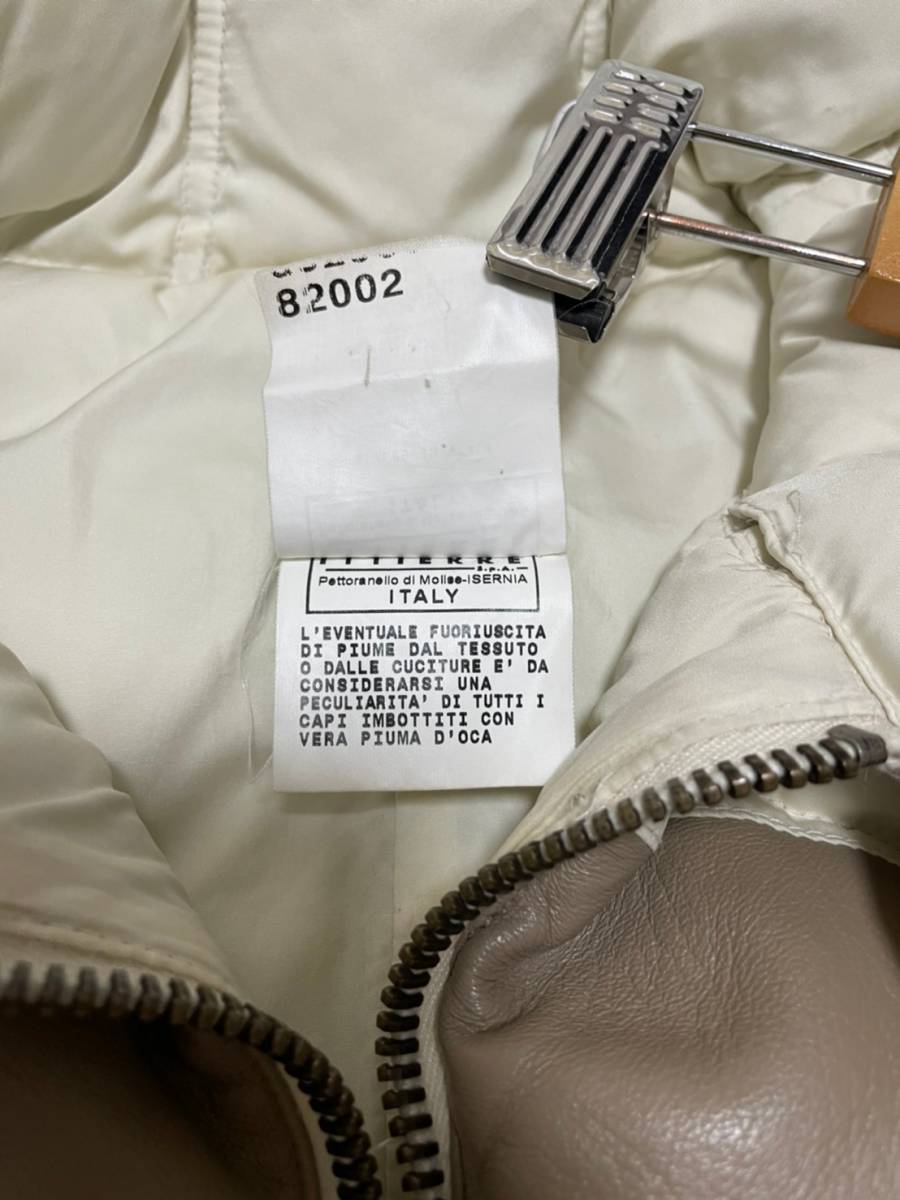 82002
ITTIERRE
S.p.A.
Pettoranello di Molise-ISERNIA
ITALY
L'EVENTUALE FUORIUSCITA
DI PIUME DAL TESSUTO
O DALLE CUCITURE E' DA
CONSIDERARSI UNA
PECULIARITA' DI TUTTI I
CAPI IMBOTTITI CON
VERA PIUMA D'OCA